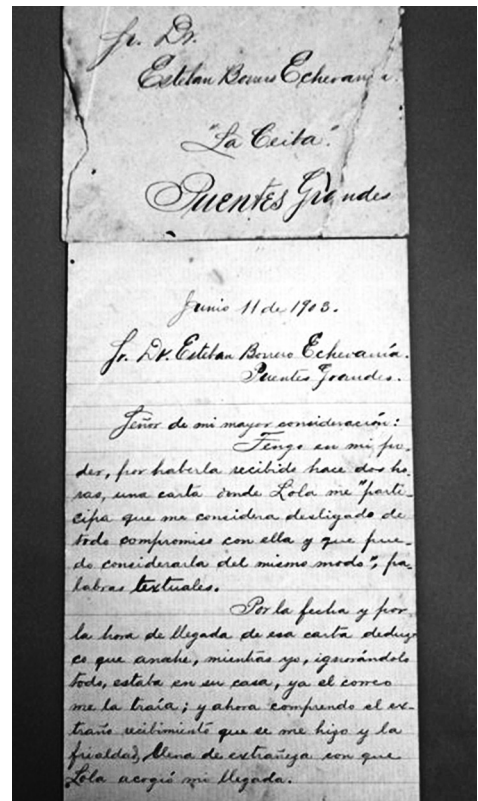 Sr. Dr.
Esteban Borrero Echeverría.
"La Ceiba".
Puentes Grandes
Junio 11 de 1903.
Sr. Dr. Esteban Borrero Echeverría.
Puentes Grandes.
Señor de mi mayor consideración:
Tengo en mi po-
der, por haberla recibido hace dos ho-
ras, una carta donde Lola me "parti-
cipa que me considera desligado de
todo compromiso con ella y que pue-
do considerarla del mismo modo", pa-
labras textuales.
Por la fecha y por
la hora de llegada de esa carta deduz-
co que anoche, mientras yo, ignorándolo
todo, estaba en su casa, ya el correo
me la traía; y ahora comprendo el ex-
traño recibimiento que se me hizo y la
frialdad, llena de extrañeza con que
Lola acogió mi llegada.